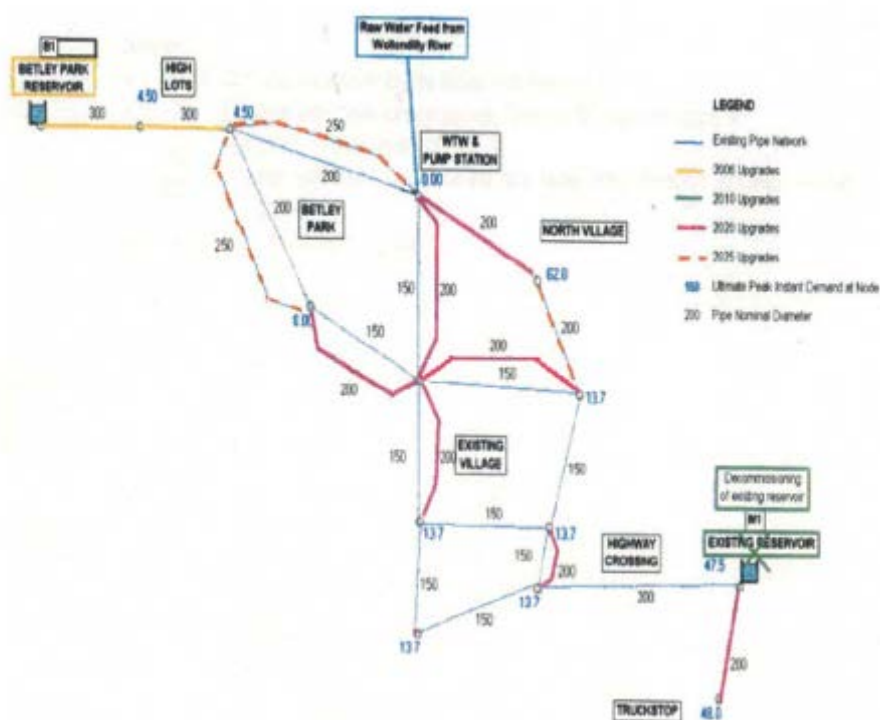 Raw Water Feed from
Wollondilly River
B1
BETLEY PARK
RESERVOIR
HIGH
LOTS
4.50
300
300
4.50
250
200
WTW &
PUMP STATION
0.00
LEGEND
Existing Pipe Network
2006 Upgrades
2010 Upgrades
2020 Upgrades
2025 Upgrades
Ultimate Peak Instant Demand at Node
200 Pipe Nominal Diameter
BETLEY
PARK
200
250
200
NORTH VILLAGE
62.8
150
200
200
0.00
150
200
150
200
13.7
EXISTING
VILLAGE
150
200
150
150
13.7
13.7
150
200
13.7
150
150
13.7
HIGHWAY
CROSSING
200
Decommissioning
of existing reservoir
EXISTING RESERVOIR
47.5
200
TRUCKSTOP
48.0